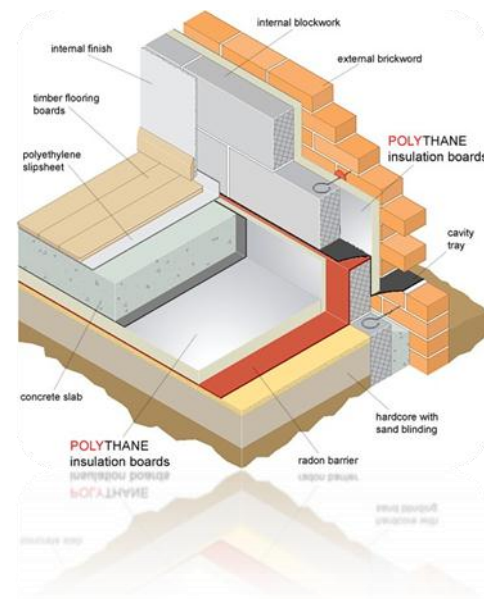 internal blockwork
internal finish
external brickword
timber flooring
boards
POLYTHANE
insulation boards
polyethylene
slipsheet
cavity
tray
concrete slab
hardcore with
sand blinding
POLYTHANE
insulation boards
radon barrier